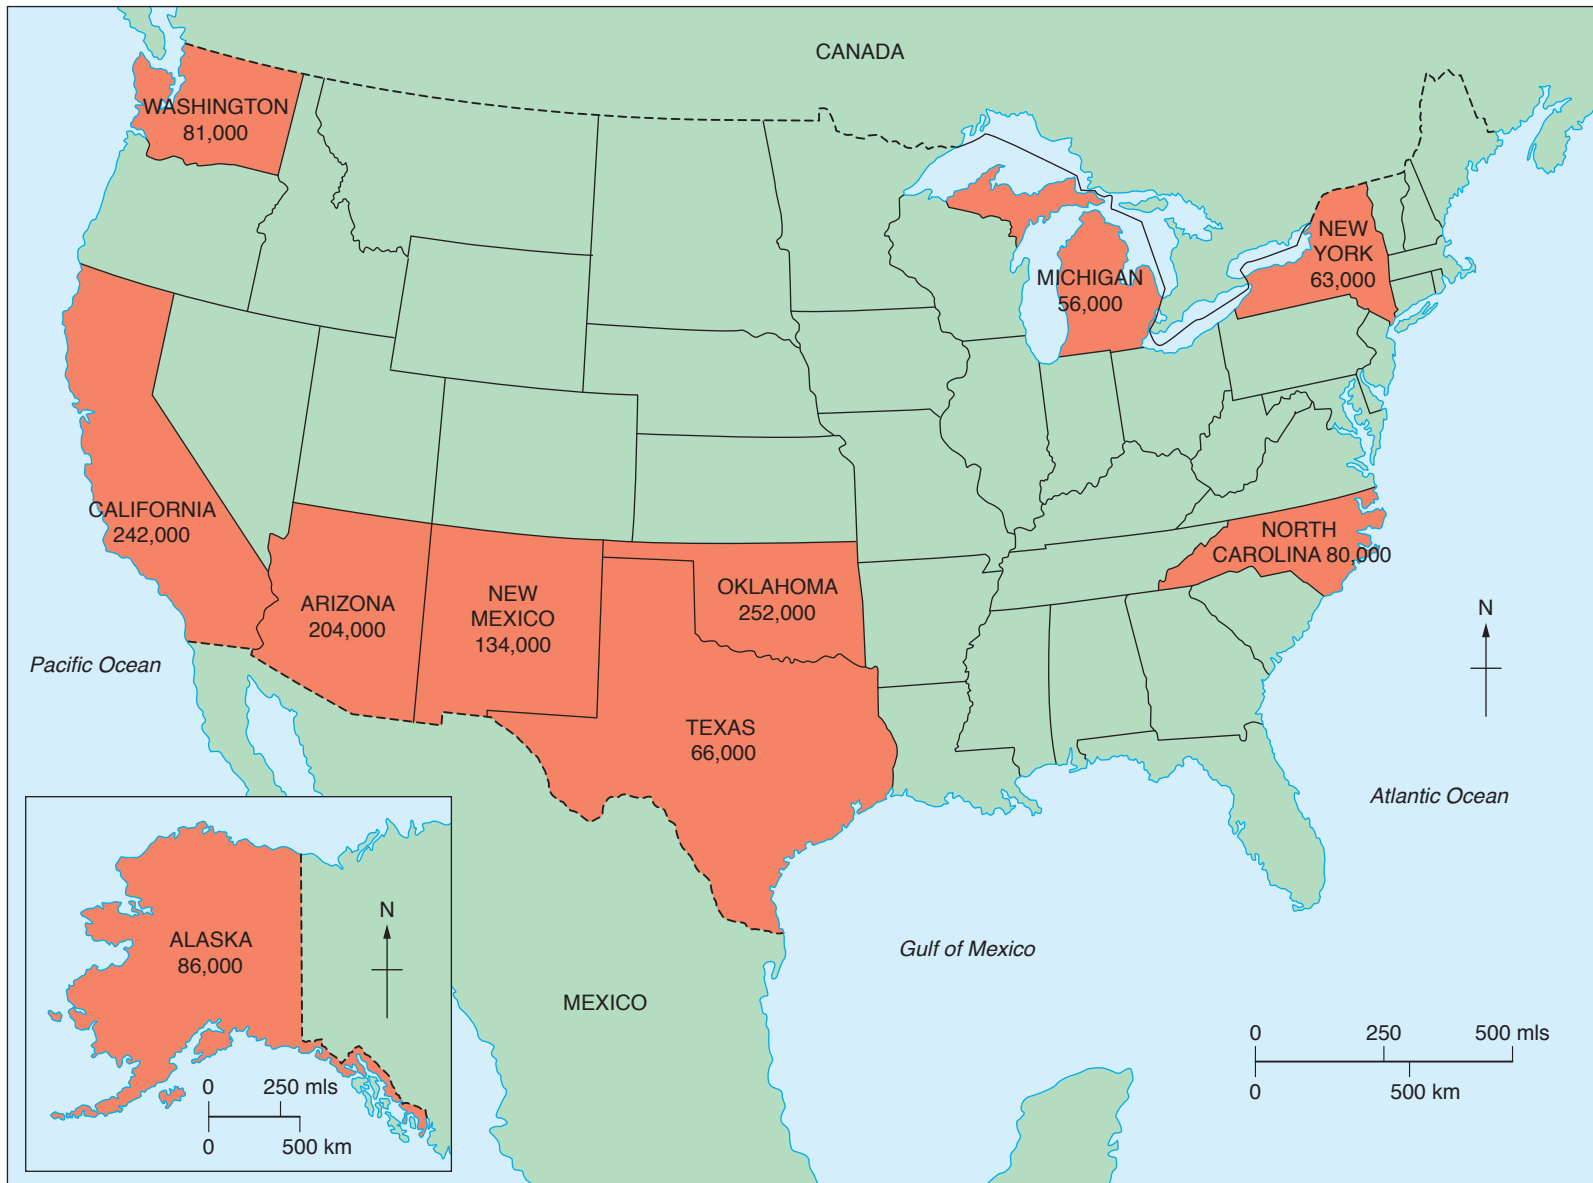 CANADA
WASHINGTON
81,000
NEW
YORK
63,000
MICHIGAN
56,000
CALIFORNIA
242,000
ARIZONA
204,000
NEW
MEXICO
134,000
OKLAHOMA
252,000
NORTH
CAROLINA 80,000
N
Pacific Ocean
TEXAS
66,000
Atlantic Ocean
ALASKA
86,000
N
Gulf of Mexico
MEXICO
0 250 500 mls
0 500 km
0 250 mls
0 500 km